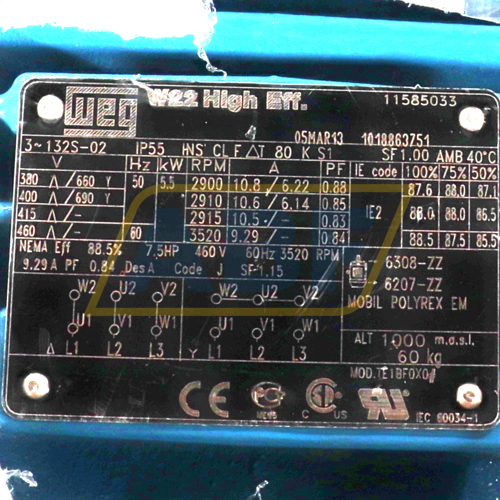 WEG W22 High Eff. 11585033
05MAR13 1018863751
3~132S-02 IP55 INS CL F ΔT 80 K S1 SF1.00 AMB 40°C
V Hz kW RPM A PF IE code 100% 75% 50%
380 Δ/660 Y 50 5.5 2900 10.8/6.22 0.88 87.6 88.0 87.1
400 Δ/690 Y 2910 10.6/6.14 0.85 IE2 88.0 88.0 86.5
415 Δ/- 2915 10.5/- 0.83
460 Δ/- 60 3520 9.29/- 0.84 88.5 87.5 85.5
NEMA Eff 88.5% 7.5HP 460V 60Hz 3520 RPM
9.29 A PF 0.84 Des A Code J SF1.15
6308-ZZ
6207-ZZ
MOBIL POLYREX EM
W2 U2 V2 W2 U2 V2
U1 V1 W1 U1 V1 W1
Δ L1 L2 L3 Y L1 L2 L3
ALT 1000 m.a.s.l.
60 kg
MOD.TE1BF0X0
CE C US UL
IEC 60034-1